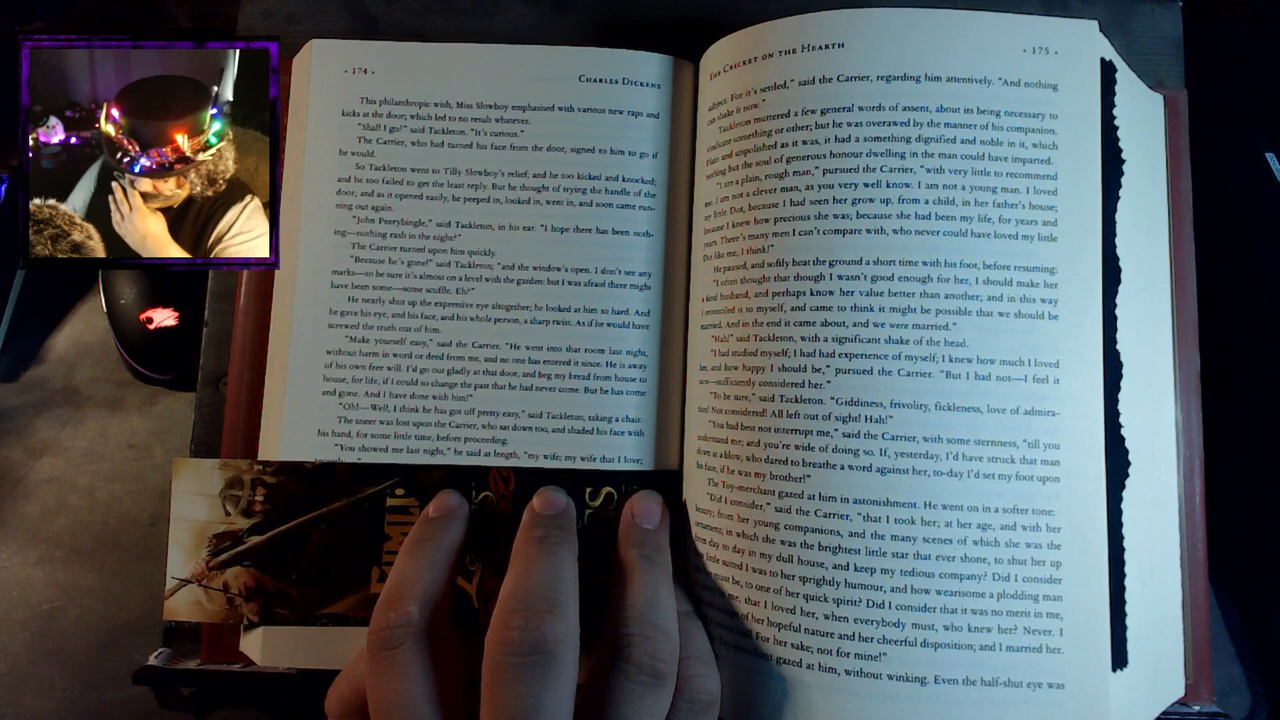 · 174 ·
CHARLES DICKENS
This philanthropic wish, Miss Slowboy emphasised with various new raps and
kicks at the door; which led to no result whatever.
"Shall I go?" said Tackleton. "It's curious."
The Carrier, who had turned his face from the door, signed to him to go if
he would.
So Tackleton went to Tilly Slowboy's relief; and he too kicked and knocked;
and he too failed to get the least reply. But he thought of trying the handle of the
door; and as it opened easily, he peeped in, looked in, went in, and soon came run-
ning out again.
"John Peerybingle," said Tackleton, in his ear. "I hope there has been noth-
ing—nothing rash in the night?"
The Carrier turned upon him quickly.
"Because he's gone!" said Tackleton; "and the window's open. I don't see any
marks—to be sure it's almost on a level with the garden: but I was afraid there might
have been some—some scuffle. Eh?"
He nearly shut up the expressive eye altogether; he looked at him so hard. And
he gave his eye, and his face, and his whole person, a sharp twist. As if he would have
screwed the truth out of him.
"Make yourself easy," said the Carrier. "He went into that room last night,
without harm in word or deed from me, and no one has entered it since. He is away
of his own free will. I'd go out gladly at that door, and beg my bread from house to
house, for life, if I could so change the past that he had never come. But he has come
and gone. And I have done with him!"
"Oh!—Well, I think he has got off pretty easy," said Tackleton, taking a chair.
The sneer was lost upon the Carrier, who sat down too, and shaded his face with
his hand, for some little time, before proceeding.
"You showed me last night," he said at length, "my wife; my wife that I love;
GIMLI
THE CRICKET ON THE HEARTH
· 175 ·
subject. For it's settled," said the Carrier, regarding him attentively. "And nothing
can shake it now."
Tackleton muttered a few general words of assent, about its being necessary to
vindicate something or other; but he was overawed by the manner of his companion.
Plain and unpolished as it was, it had a something dignified and noble in it, which
nothing but the soul of generous honour dwelling in the man could have imparted.
"I am a plain, rough man," pursued the Carrier, "with very little to recommend
me. I am not a clever man, as you very well know. I am not a young man. I loved
my little Dot, because I had seen her grow up, from a child, in her father's house;
because I knew how precious she was; because she had been my life, for years and
years. There's many men I can't compare with, who never could have loved my little
Dot like me, I think!"
He paused, and softly beat the ground a short time with his foot, before resuming:
"I often thought that though I wasn't good enough for her, I should make her
a kind husband, and perhaps know her value better than another; and in this way
I reconciled it to myself, and came to think it might be possible that we should be
married. And in the end it came about, and we were married."
"Hah!" said Tackleton, with a significant shake of the head.
"I had studied myself; I had had experience of myself; I knew how much I loved
her, and how happy I should be," pursued the Carrier. "But I had not—I feel it
now—sufficiently considered her."
"To be sure," said Tackleton. "Giddiness, frivolity, fickleness, love of admira-
tion! Not considered! All left out of sight! Hah!"
"You had best not interrupt me," said the Carrier, with some sternness, "till you
understand me; and you're wide of doing so. If, yesterday, I'd have struck that man
down at a blow, who dared to breathe a word against her, to-day I'd set my foot upon
his face, if he was my brother!"
The Toy-merchant gazed at him in astonishment. He went on in a softer tone:
"Did I consider," said the Carrier, "that I took her; at her age, and with her
beauty; from her young companions, and the many scenes of which she was the
ornament; in which she was the brightest little star that ever shone, to shut her up
from day to day in my dull house, and keep my tedious company? Did I consider
little suited I was to her sprightly humour, and how wearisome a plodding man
must be, to one of her quick spirit? Did I consider that it was no merit in me,
me, that I loved her, when everybody must, who knew her? Never. I
of her hopeful nature and her cheerful disposition; and I married her.
For her sake; not for mine!"
gazed at him, without winking. Even the half-shut eye was